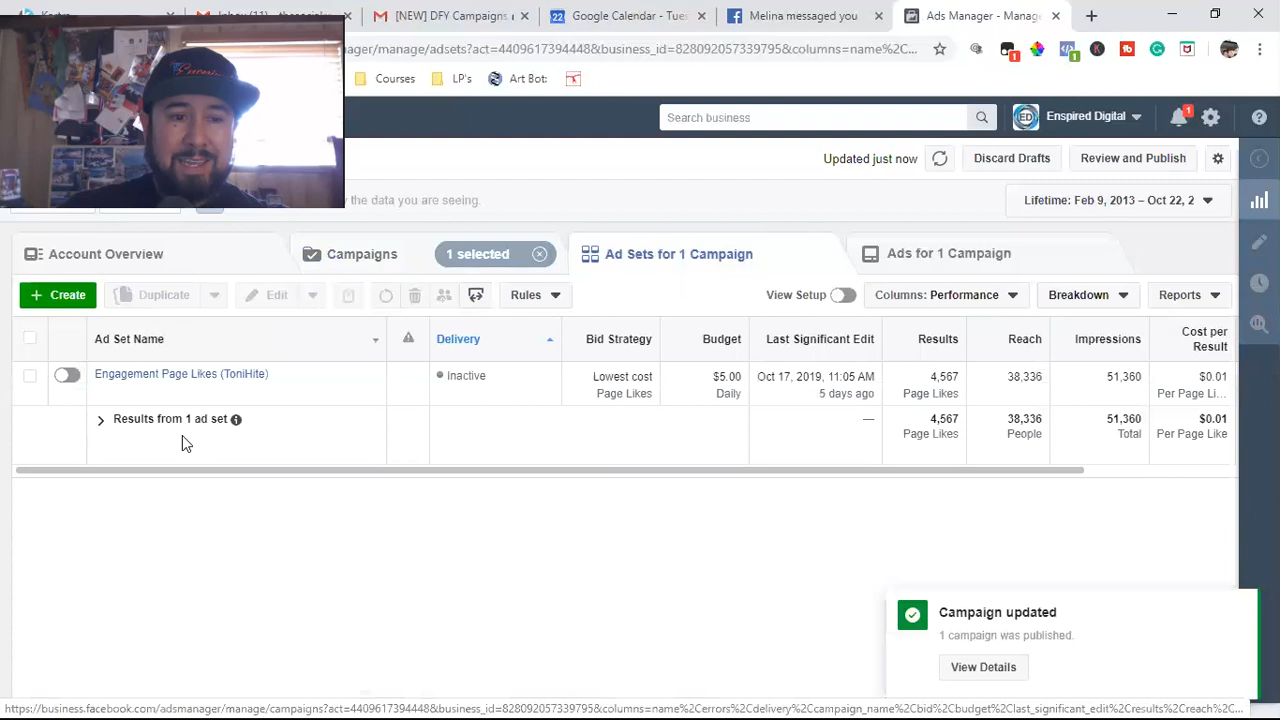 [NEW] DFY Campaigns
Google Calendar - Tues
Melina messaged you
Ads Manager - Manag
ager/manage/adsets?act=440961739448&business_id=828092057339795&columns=name%2C...
1
1
Courses
LP's
Art Bot:
Search business
ED
Enspired Digital
1
Updated just now
Discard Drafts
Review and Publish
the data you are seeing.
Lifetime: Feb 9, 2013 – Oct 22, 2
Account Overview
Campaigns
1 selected
Ad Sets for 1 Campaign
Ads for 1 Campaign
+ Create
Duplicate
Edit
Rules
View Setup
Columns: Performance
Breakdown
Reports
Ad Set Name
Delivery
Bid Strategy
Budget
Last Significant Edit
Results
Reach
Impressions
Cost per
Result
Engagement Page Likes (ToniHite)
Inactive
Lowest cost
Page Likes
$5.00
Daily
Oct 17, 2019, 11:05 AM
5 days ago
4,567
Page Likes
38,336
51,360
$0.01
Per Page Li...
Results from 1 ad set
—
4,567
Page Likes
38,336
People
51,360
Total
$0.01
Per Page Like
Campaign updated
1 campaign was published.
View Details
https://business.facebook.com/adsmanager/manage/campaigns?act=440961739448&business_id=828092057339795&columns=name%2Cerrors%2Cdelivery%2Ccampaign_name%2Cbid%2Cbudget%2Clast_significant_edit%2Cresults%2Creach%2C...